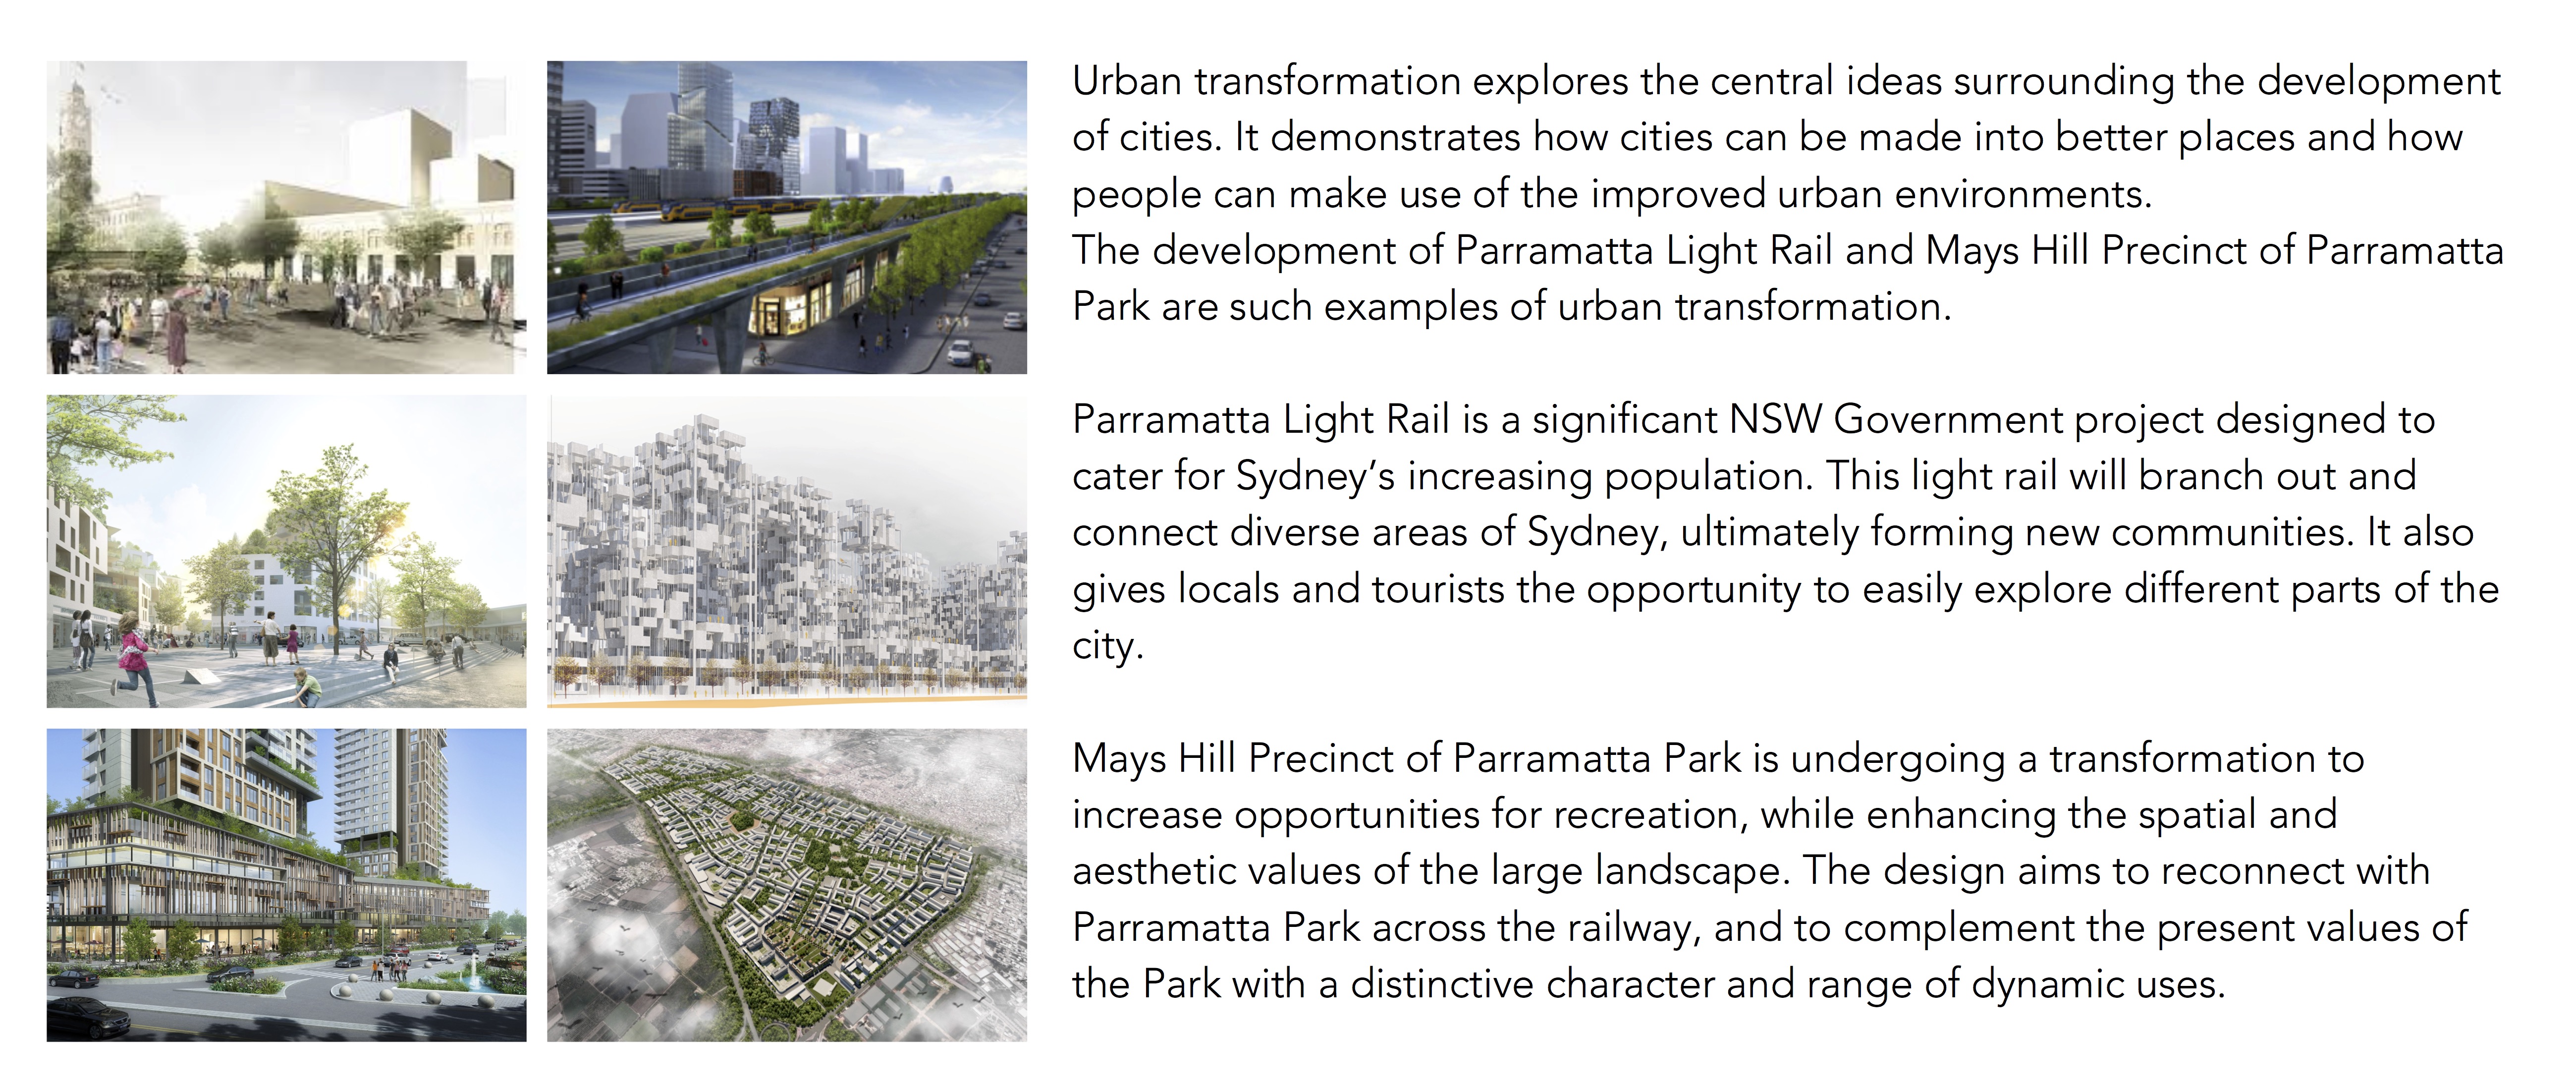 Urban transformation explores the central ideas surrounding the development
of cities. It demonstrates how cities can be made into better places and how
people can make use of the improved urban environments.
The development of Parramatta Light Rail and Mays Hill Precinct of Parramatta
Park are such examples of urban transformation.
Parramatta Light Rail is a significant NSW Government project designed to
cater for Sydney’s increasing population. This light rail will branch out and
connect diverse areas of Sydney, ultimately forming new communities. It also
gives locals and tourists the opportunity to easily explore different parts of the
city.
Mays Hill Precinct of Parramatta Park is undergoing a transformation to
increase opportunities for recreation, while enhancing the spatial and
aesthetic values of the large landscape. The design aims to reconnect with
Parramatta Park across the railway, and to complement the present values of
the Park with a distinctive character and range of dynamic uses.